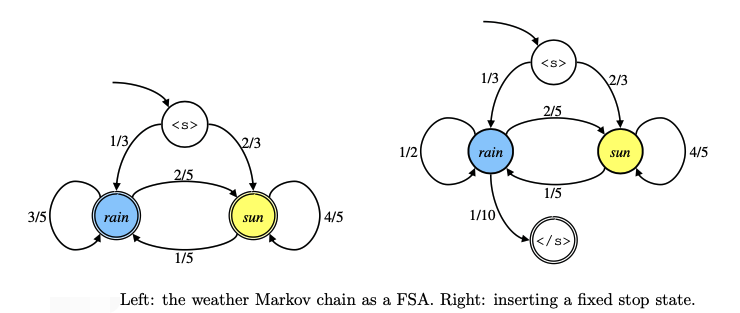 <s>
1/3
2/3
2/5
3/5
rain
sun
4/5
1/5
<s>
1/3
2/3
2/5
1/2
rain
sun
4/5
1/5
1/10
</s>
Left: the weather Markov chain as a FSA. Right: inserting a fixed stop state.